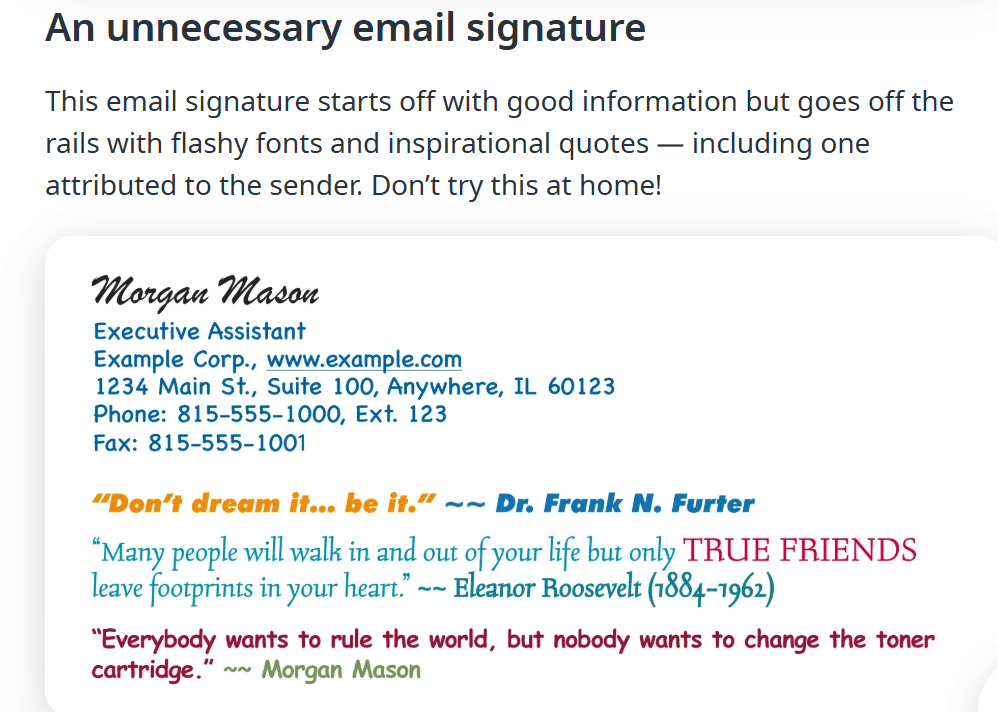 An unnecessary email signature
This email signature starts off with good information but goes off the
rails with flashy fonts and inspirational quotes — including one
attributed to the sender. Don’t try this at home!
Morgan Mason
Executive Assistant
Example Corp., www.example.com
1234 Main St., Suite 100, Anywhere, IL 60123
Phone: 815-555-1000, Ext. 123
Fax: 815-555-1001
“Don’t dream it... be it.” ~~ Dr. Frank N. Furter
“Many people will walk in and out of your life but only TRUE FRIENDS
leave footprints in your heart.” ~~ Eleanor Roosevelt (1884-1962)
“Everybody wants to rule the world, but nobody wants to change the toner
cartridge.” ~~ Morgan Mason